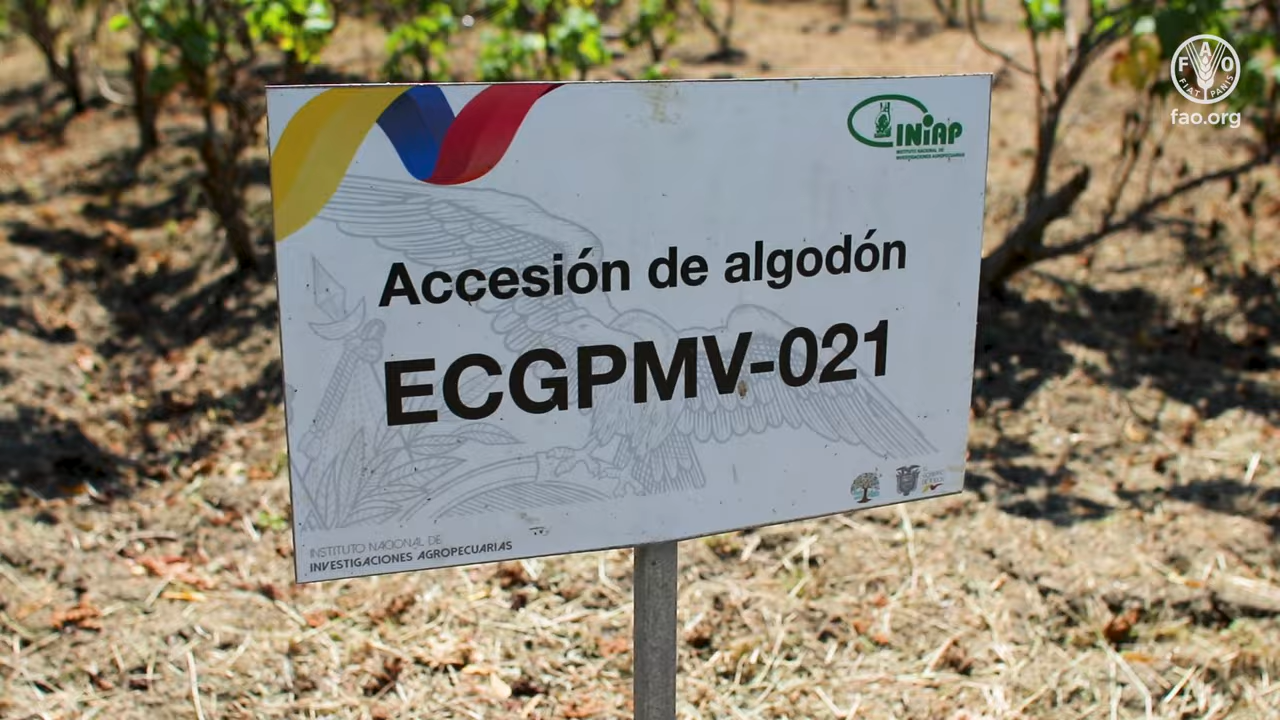 FAO
FIAT PANIS
fao.org
INIAP
INSTITUTO NACIONAL DE
INVESTIGACIONES AGROPECUARIAS
Accesión de algodón
ECGPMV-021
INSTITUTO NACIONAL DE
INVESTIGACIONES AGROPECUARIAS